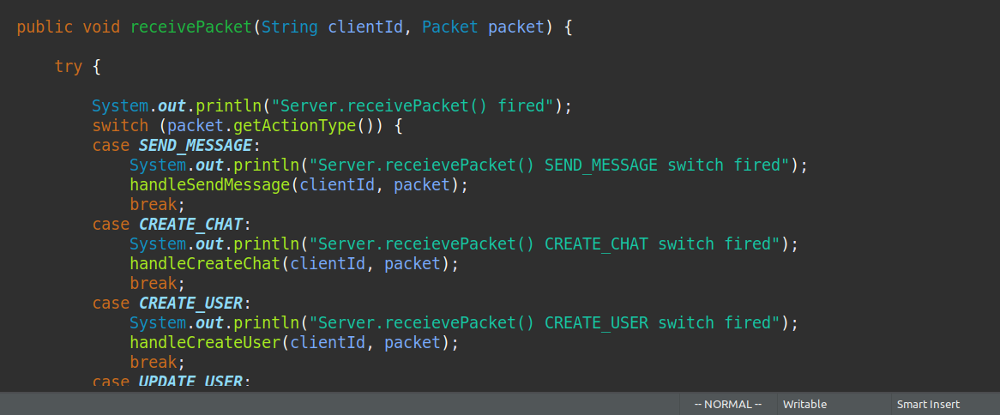 public void receivePacket(String clientId, Packet packet) {
try {
System.out.println("Server.receivePacket() fired");
switch (packet.getActionType()) {
case SEND_MESSAGE:
System.out.println("Server.receievePacket() SEND_MESSAGE switch fired");
handleSendMessage(clientId, packet);
break;
case CREATE_CHAT:
System.out.println("Server.receievePacket() CREATE_CHAT switch fired");
handleCreateChat(clientId, packet);
break;
case CREATE_USER:
System.out.println("Server.receievePacket() CREATE_USER switch fired");
handleCreateUser(clientId, packet);
break;
case UPDATE_USER:
-- NORMAL -- Writable Smart Insert